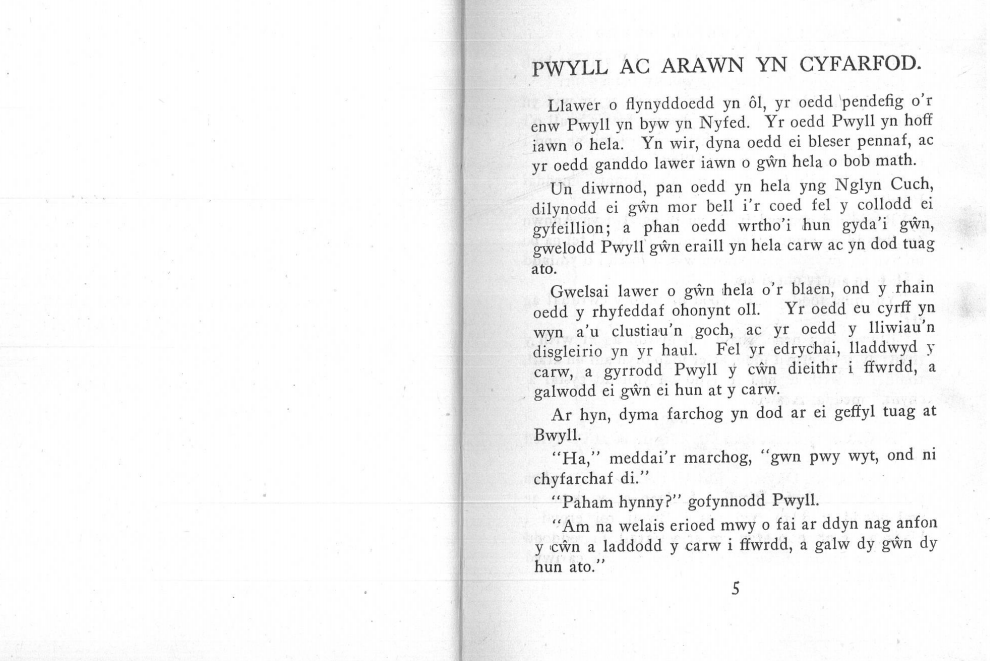 PWYLL AC ARAWN YN CYFARFOD.
Llawer o flynyddoedd yn ôl, yr oedd pendefig o'r
enw Pwyll yn byw yn Nyfed. Yr oedd Pwyll yn hoff
iawn o hela. Yn wir, dyna oedd ei bleser pennaf, ac
yr oedd ganddo lawer iawn o gŵn hela o bob math.
Un diwrnod, pan oedd yn hela yng Nglyn Cuch,
dilynodd ei gŵn mor bell i'r coed fel y collodd ei
gyfeillion; a phan oedd wrtho'i hun gyda'i gŵn,
gwelodd Pwyll gŵn eraill yn hela carw ac yn dod tuag
ato.
Gwelsai lawer o gŵn hela o'r blaen, ond y rhain
oedd y rhyfeddaf ohonynt oll. Yr oedd eu cyrff yn
wyn a'u clustiau'n goch, ac yr oedd y lliwiau'n
disgleirio yn yr haul. Fel yr edrychai, lladdwyd y
carw, a gyrrodd Pwyll y cŵn dieithr i ffwrdd, a
galwodd ei gŵn ei hun at y carw.
Ar hyn, dyma farchog yn dod ar ei geffyl tuag at
Bwyll.
"Ha," meddai'r marchog, "gwn pwy wyt, ond ni
chyfarchaf di."
"Paham hynny?" gofynnodd Pwyll.
"Am na welais erioed mwy o fai ar ddyn nag anfon
y cŵn a laddodd y carw i ffwrdd, a galw dy gŵn dy
hun ato."
5